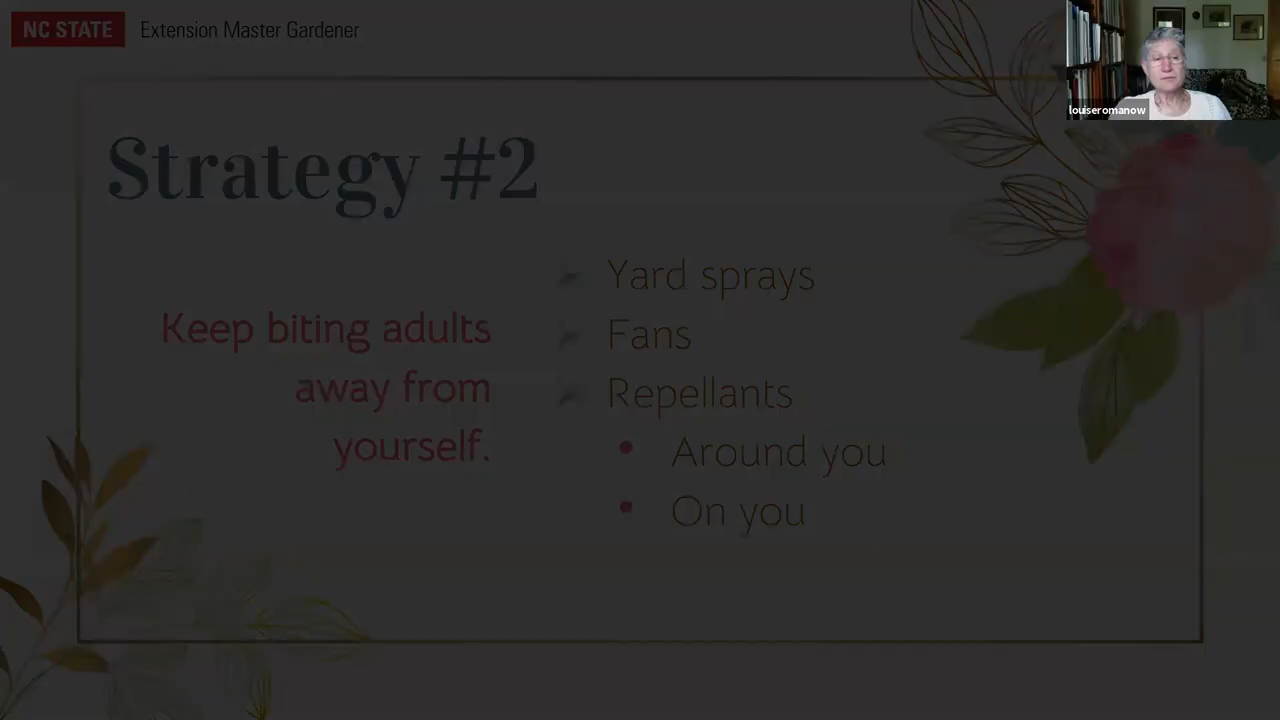 NC STATE Extension Master Gardener
louiseromanow
Strategy #2
Keep biting adults
away from
yourself.
Yard sprays
Fans
Repellants
Around you
On you